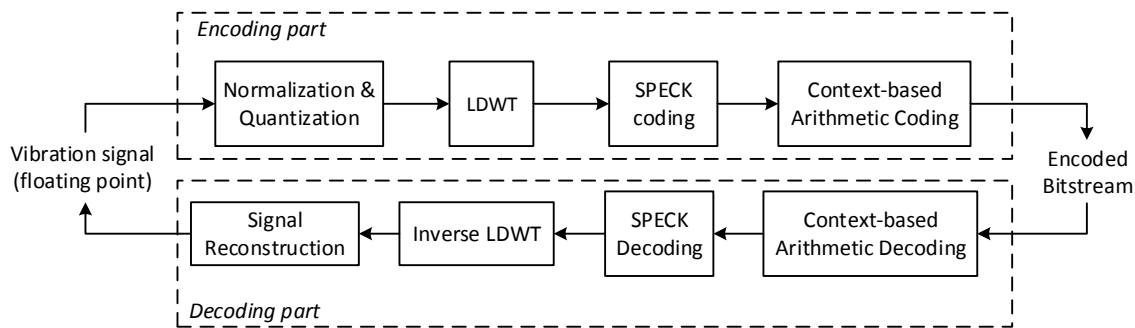 Encoding part
Normalization &
Quantization
LDWT
SPECK
coding
Context-based
Arithmetic Coding
Vibration signal
(floating point)
Encoded
Bitstream
Signal
Reconstruction
Inverse LDWT
SPECK
Decoding
Context-based
Arithmetic Decoding
Decoding part